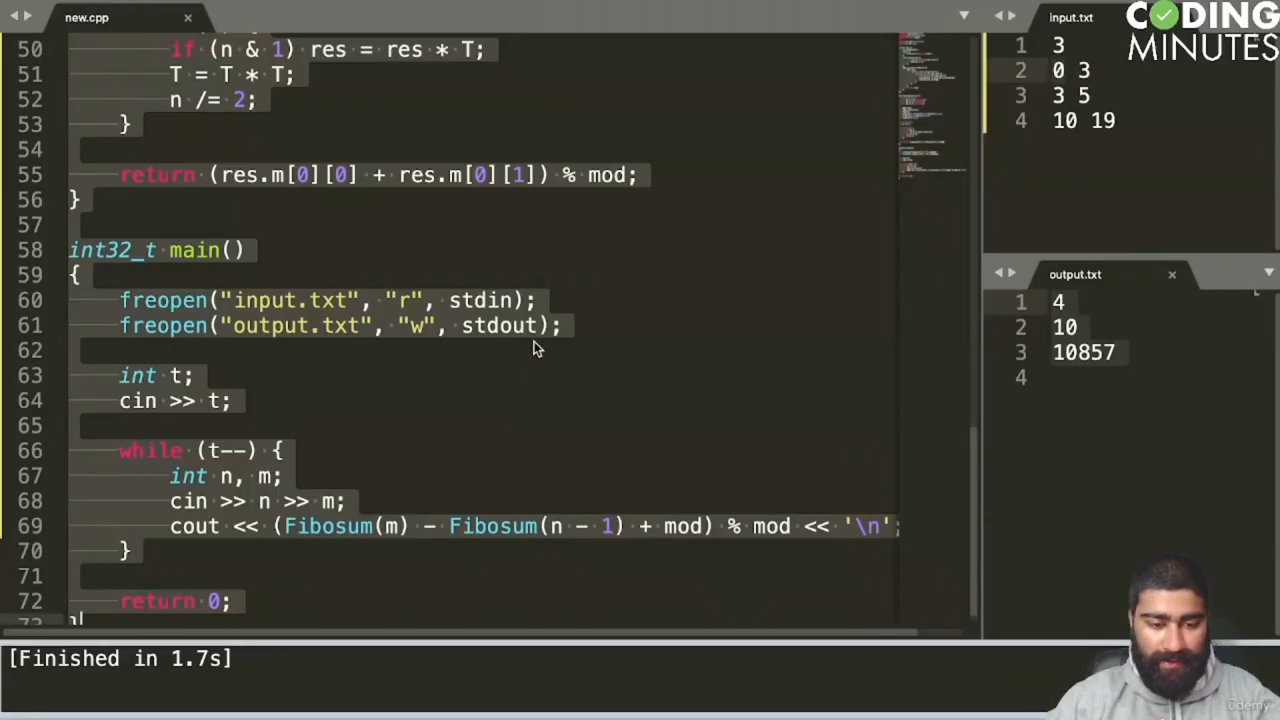 new.cpp
50 if (n & 1) res = res * T;
51 T = T * T;
52 n /= 2;
53 }
54
55 return (res.m[0][0] + res.m[0][1]) % mod;
56 }
57
58 int32_t main()
59 {
60 freopen("input.txt", "r", stdin);
61 freopen("output.txt", "w", stdout);
62
63 int t;
64 cin >> t;
65
66 while (t--) {
67 int n, m;
68 cin >> n >> m;
69 cout << (Fibosum(m) - Fibosum(n - 1) + mod) % mod << '\n';
70 }
71
72 return 0;
73 }
[Finished in 1.7s]
input.txt
1 3
2 0 3
3 3 5
4 10 19
output.txt
1 4
2 10
3 10857
4
CODING
MINUTES
Udemy